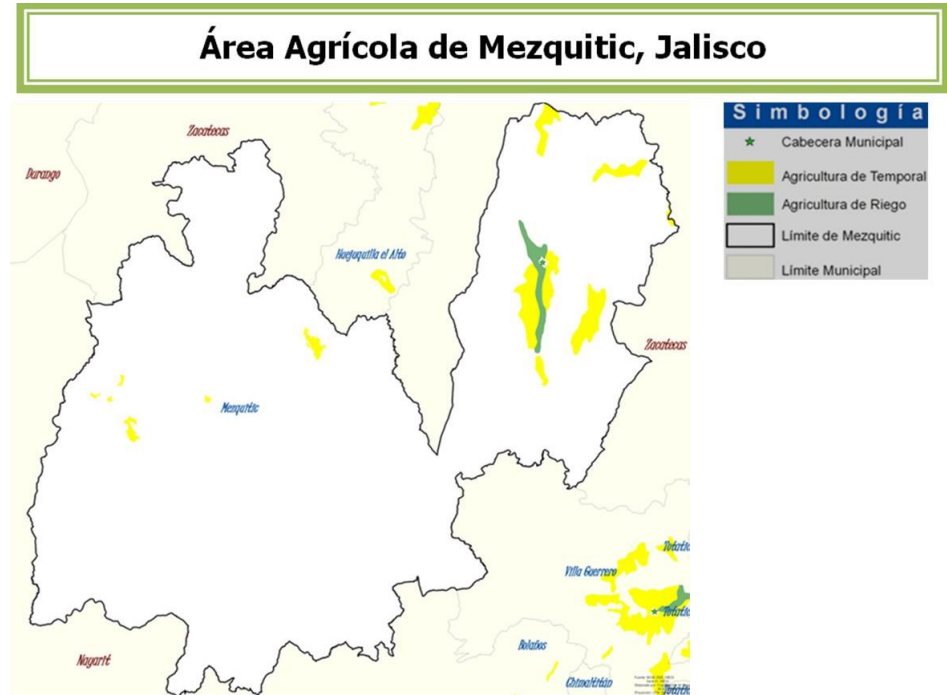 Área Agrícola de Mezquitic, Jalisco
Simbología
Cabecera Municipal
Agricultura de Temporal
Agricultura de Riego
Límite de Mezquitic
Límite Municipal
Zacatecas
Durango
Huejuquilla el Alto
Zacatecas
Mezquitic
Villa Guerrero
Bolaños
Nayarit
Chimaltitán